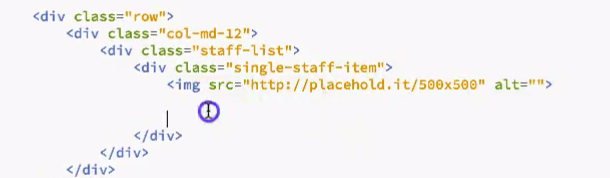 <div class="row">
<div class="col-md-12">
<div class="staff-list">
<div class="single-staff-item">
<img src="http://placehold.it/500x500" alt="">
</div>
</div>
</div>